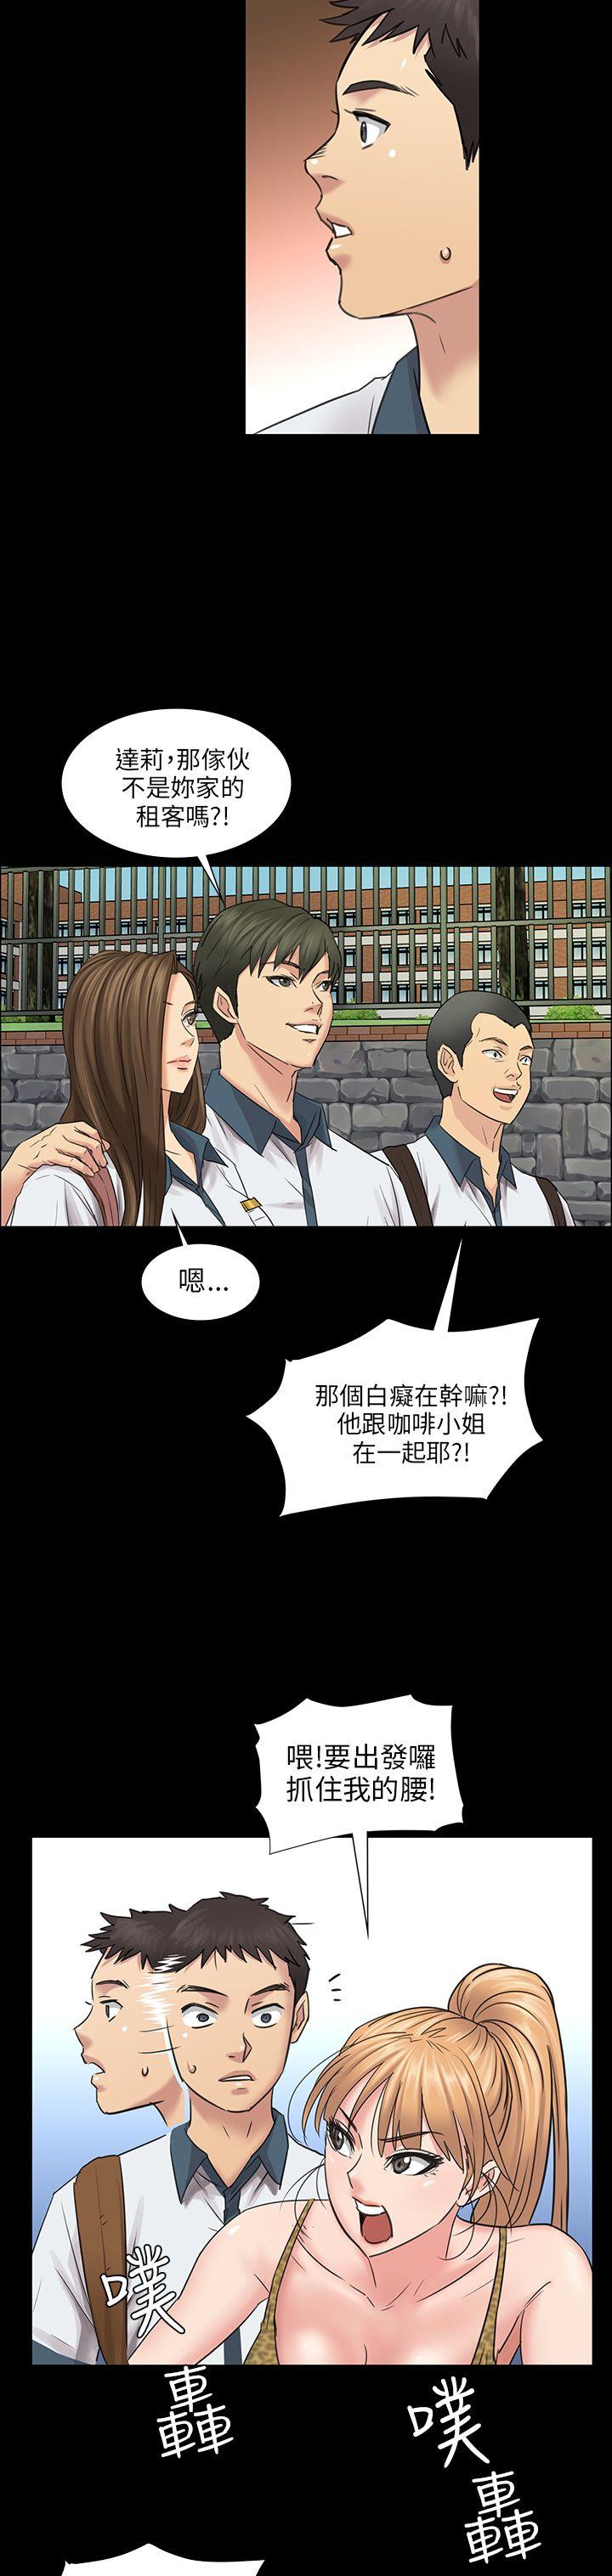 達莉，那傢伙
不是妳家的
租客嗎?!
嗯…
那個白癡在幹嘛?!
他跟咖啡小姐
在一起耶?!
喂!要出發囉
抓住我的腰!
噗
轟
噗
轟